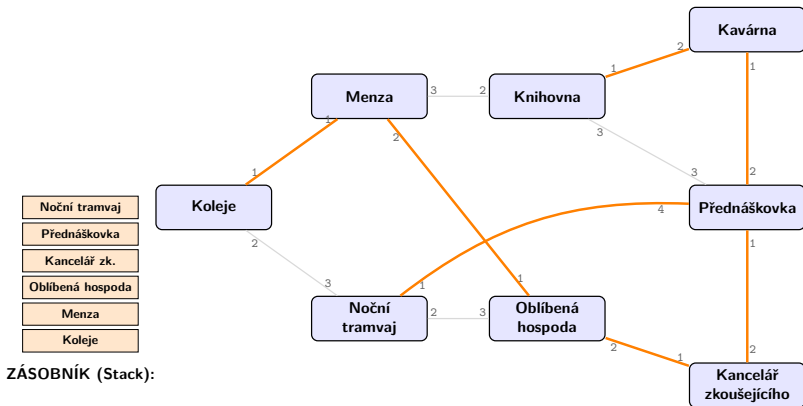 Kavárna
2
1
1
Menza
3
2
Knihovna
1
2
3
1
3
2
Koleje
Přednáškovka
2
4
1
Noční tramvaj
Přednáškovka
Kancelář zk.
Oblíbená hospoda
Menza
Koleje
ZÁSOBNÍK (Stack):
3
1
1
Noční
tramvaj
2
3
Oblíbená
hospoda
2
1
2
Kancelář
zkoušejícího